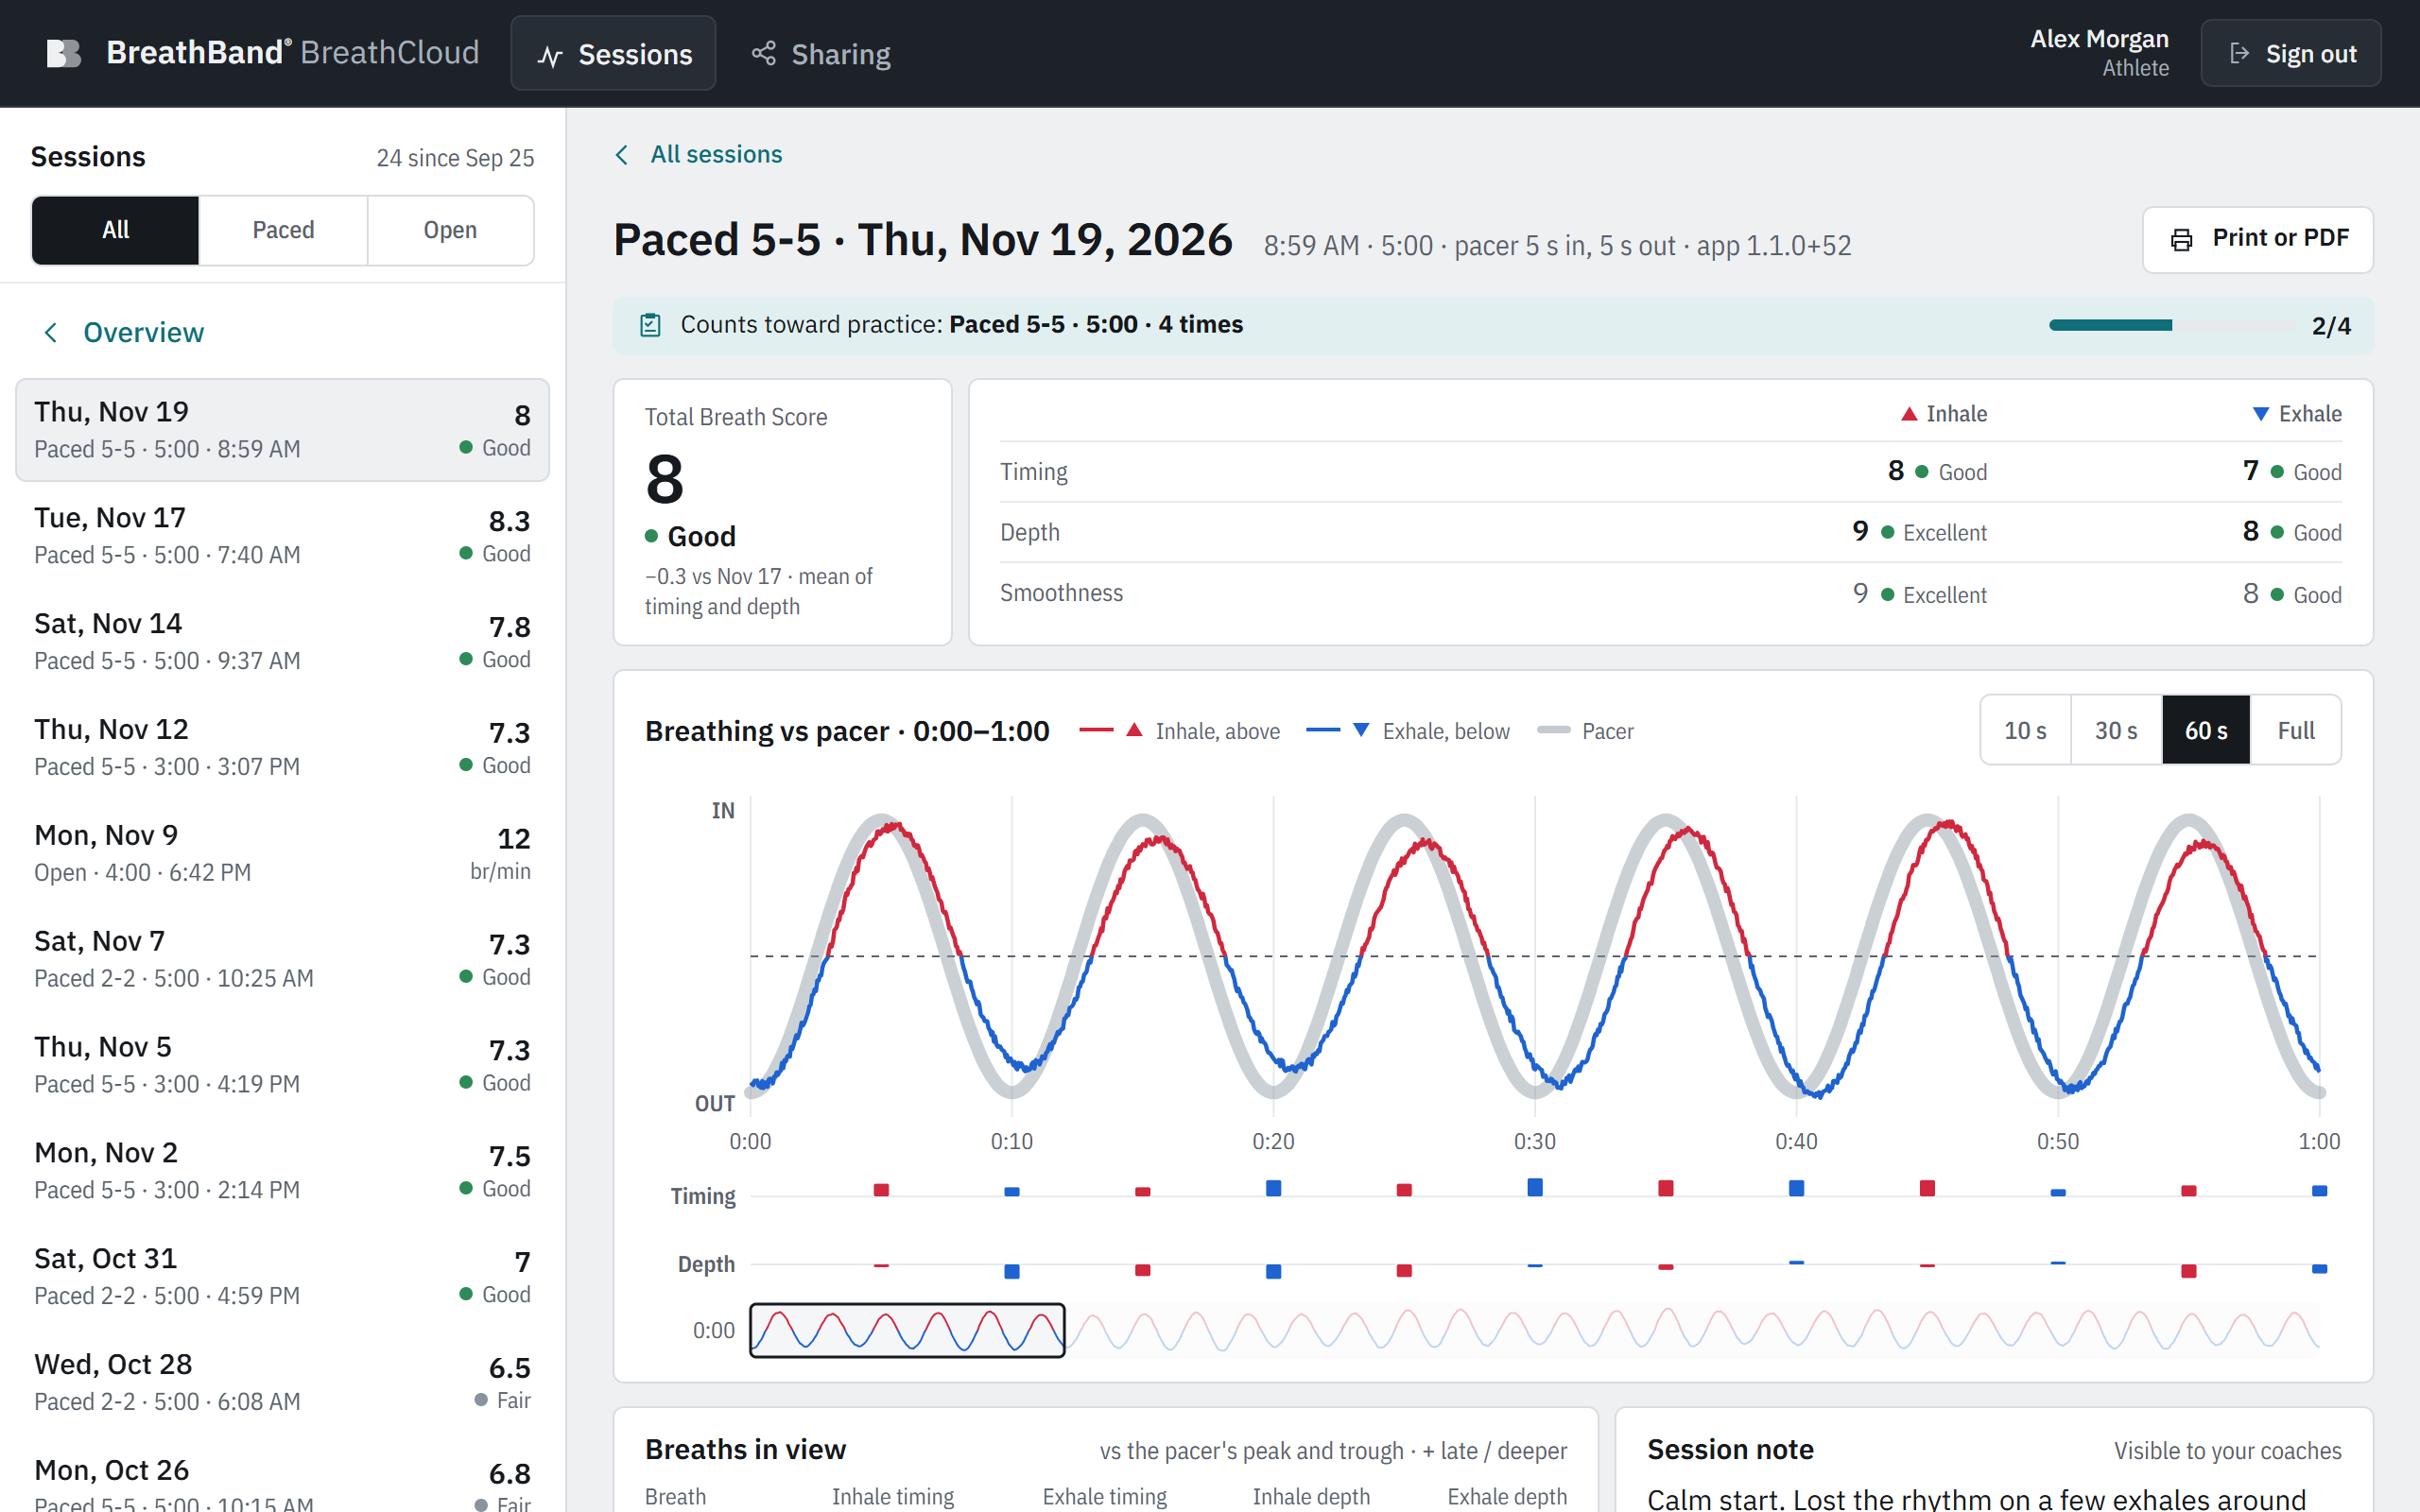 BreathBand® BreathCloud
Sessions
Sharing
Alex Morgan
Athlete
Sign out
Sessions
24 since Sep 25
All
Paced
Open
Overview
Thu, Nov 19
8
Paced 5-5 · 5:00 · 8:59 AM
Good
Tue, Nov 17
8.3
Paced 5-5 · 5:00 · 7:40 AM
Good
Sat, Nov 14
7.8
Paced 5-5 · 5:00 · 9:37 AM
Good
Thu, Nov 12
7.3
Paced 5-5 · 3:00 · 3:07 PM
Good
Mon, Nov 9
12
Open · 4:00 · 6:42 PM
br/min
Sat, Nov 7
7.3
Paced 2-2 · 5:00 · 10:25 AM
Good
Thu, Nov 5
7.3
Paced 5-5 · 3:00 · 4:19 PM
Good
Mon, Nov 2
7.5
Paced 5-5 · 3:00 · 2:14 PM
Good
Sat, Oct 31
7
Paced 2-2 · 5:00 · 4:59 PM
Good
Wed, Oct 28
6.5
Paced 2-2 · 5:00 · 6:08 AM
Fair
Mon, Oct 26
6.8
Paced 5-5 · 5:00 · 10:15 AM
Fair
All sessions
Paced 5-5 · Thu, Nov 19, 2026
8:59 AM · 5:00 · pacer 5 s in, 5 s out · app 1.1.0+52
Print or PDF
Counts toward practice: Paced 5-5 · 5:00 · 4 times
2/4
Total Breath Score
8
Good
−0.3 vs Nov 17 · mean of
timing and depth
Inhale
Exhale
Timing
8 Good
7 Good
Depth
9 Excellent
8 Good
Smoothness
9 Excellent
8 Good
Breathing vs pacer · 0:00–1:00
Inhale, above
Exhale, below
Pacer
10 s
30 s
60 s
Full
IN
OUT
0:00
0:10
0:20
0:30
0:40
0:50
1:00
Timing
Depth
0:00
Breaths in view
vs the pacer's peak and trough · + late / deeper
Breath
Inhale timing
Exhale timing
Inhale depth
Exhale depth
Session note
Visible to your coaches
Calm start. Lost the rhythm on a few exhales around